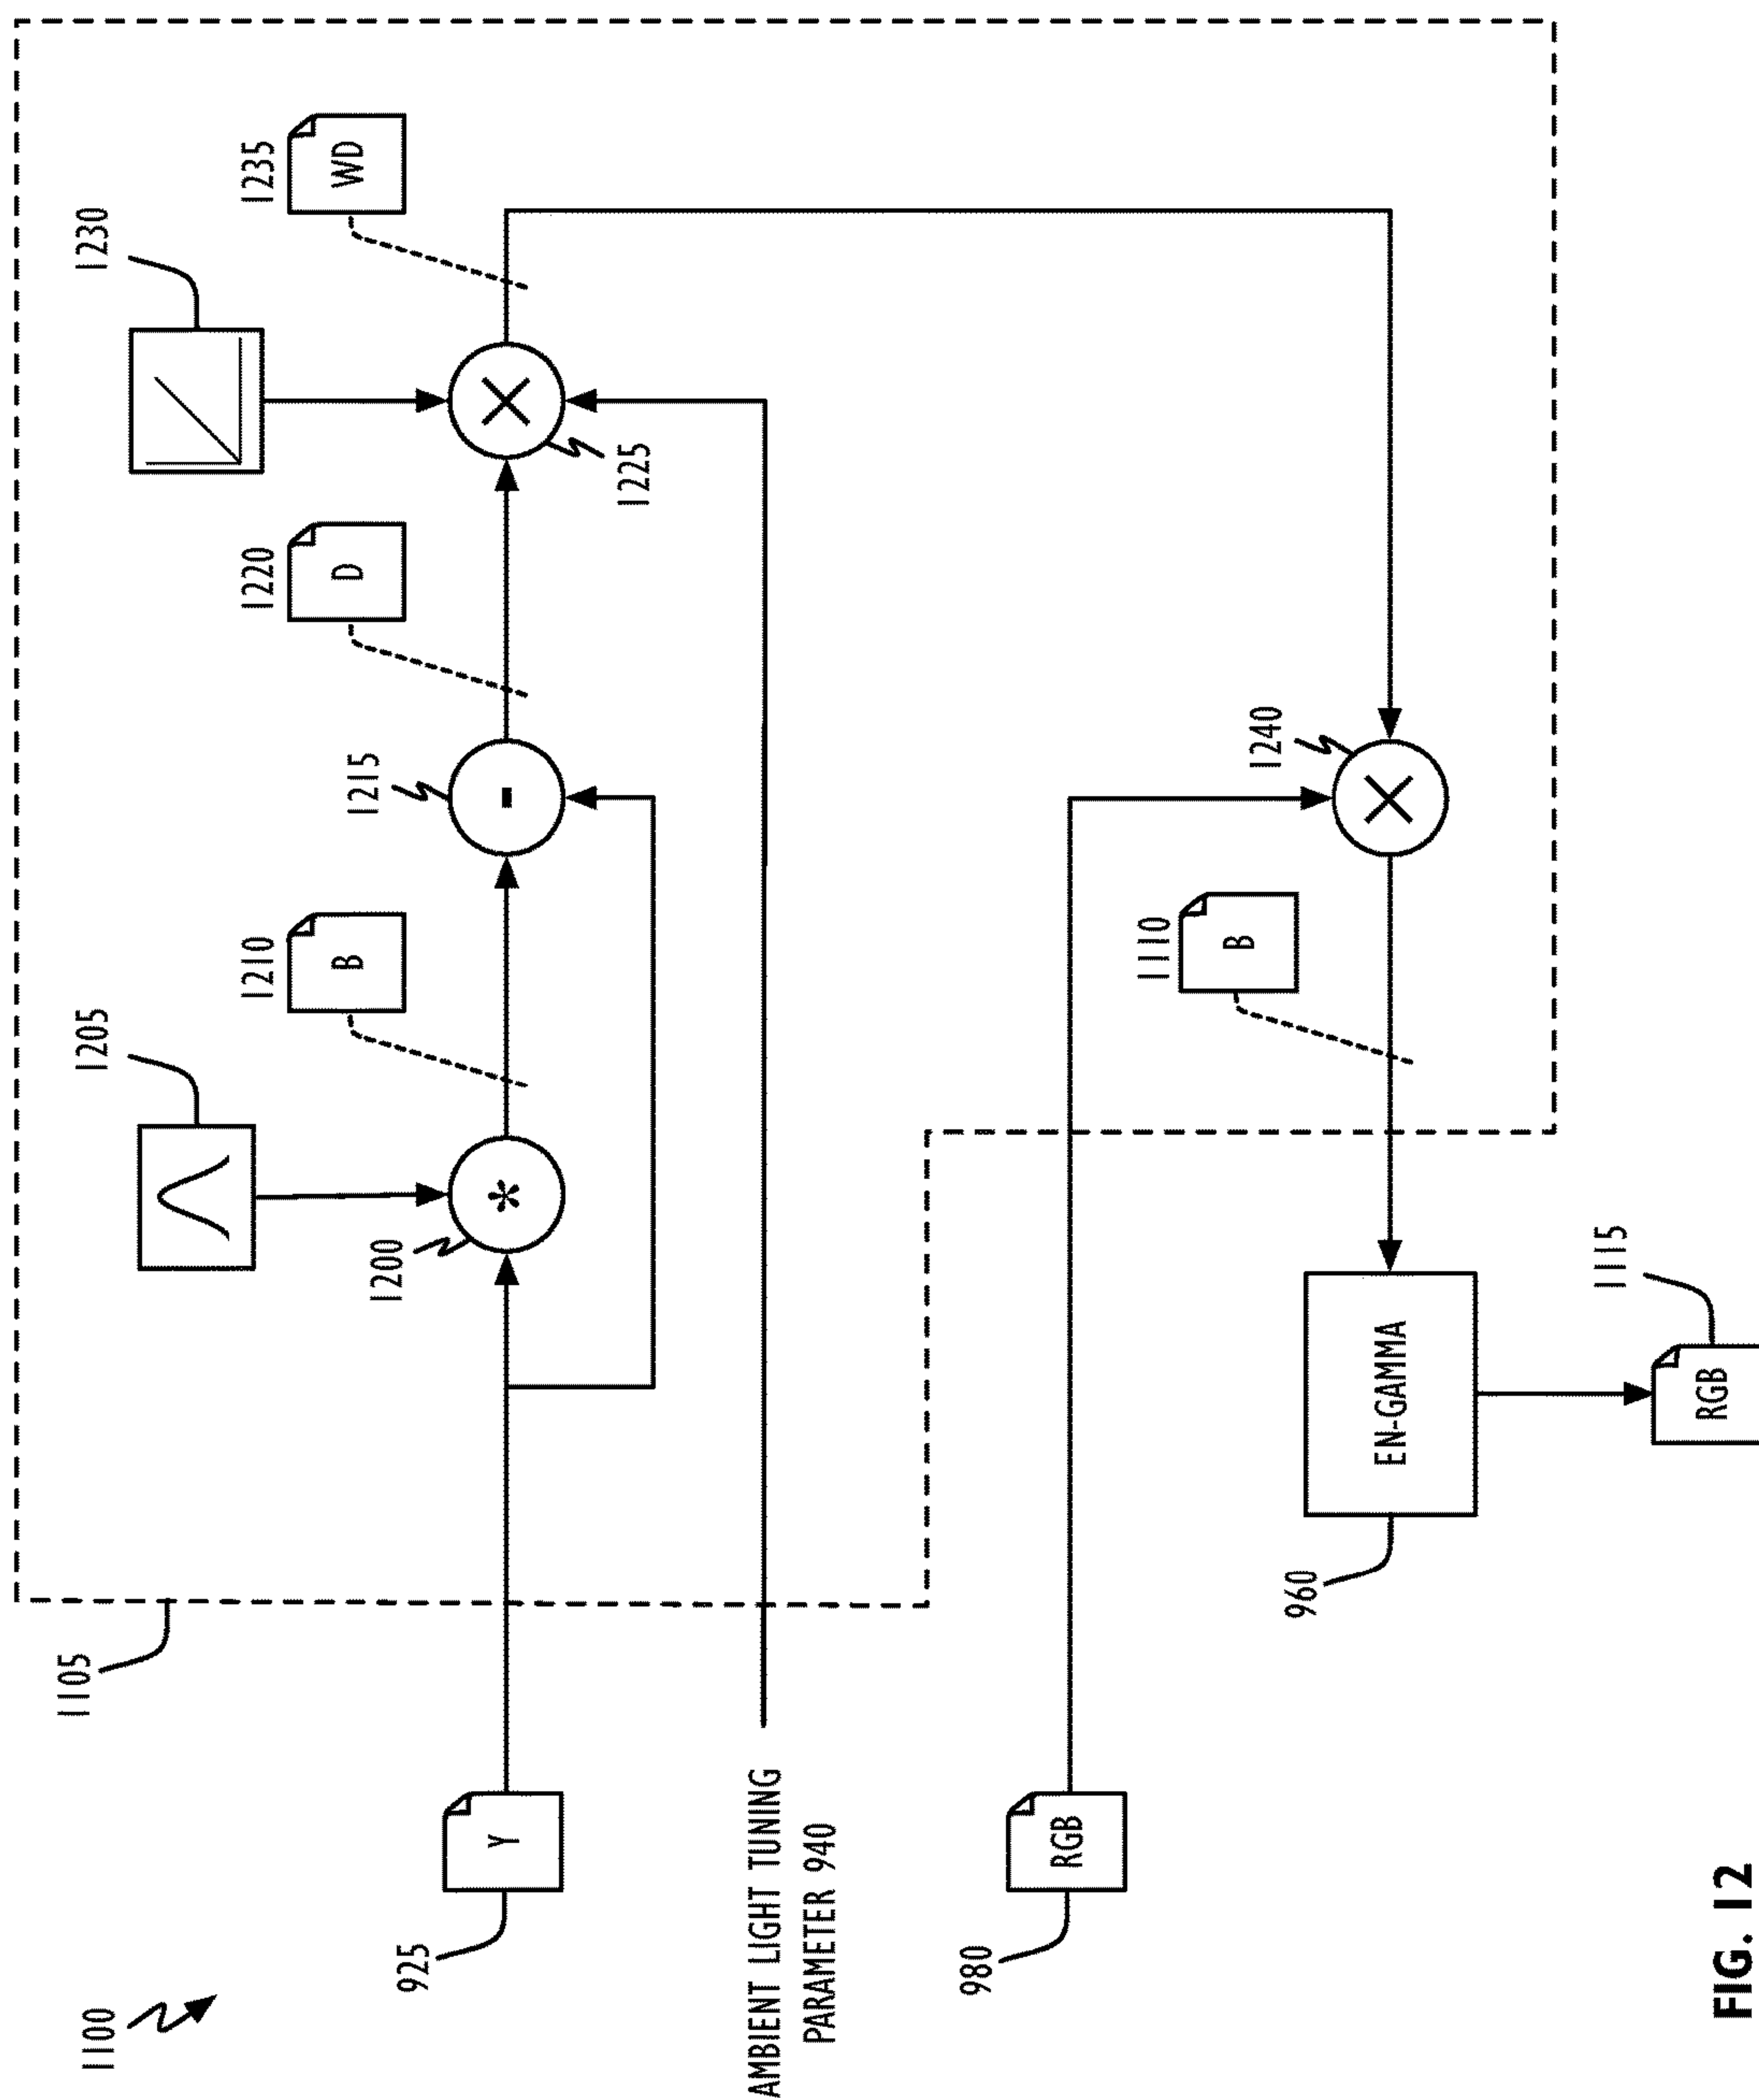 1100
1105
1205
1230
1210
1220
1235
B
D
WD
1200
1215
925
Y
*
-
×
1225
AMBIENT LIGHT TUNING
PARAMETER 940
980
RGB
1110
B
1240
×
960
EN-GAMMA
1115
RGB
FIG. 12